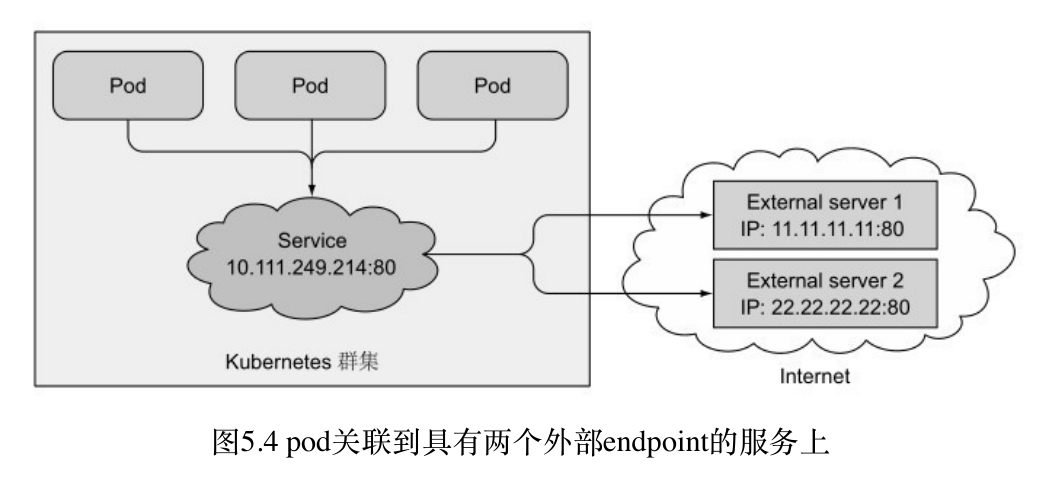 Pod
Pod
Pod
Service
10.111.249.214:80
Kubernetes 群集
External server 1
IP: 11.11.11.11:80
External server 2
IP: 22.22.22.22:80
Internet
图5.4 pod关联到具有两个外部endpoint的服务上